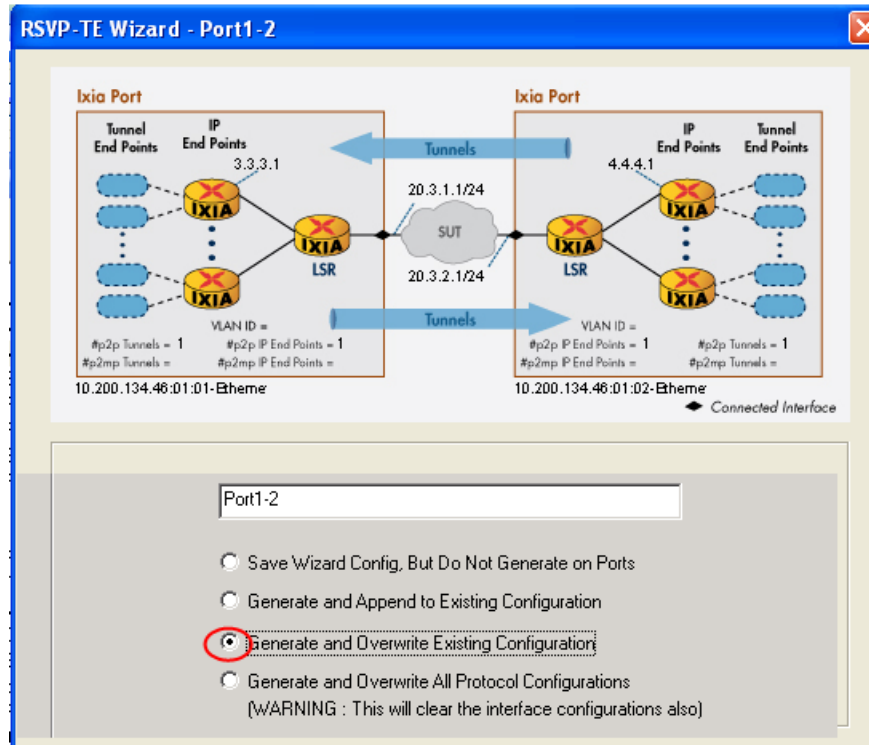 RSVP-TE Wizard - Port1-2
Ixia Port
Ixia Port
Tunnel End Points
IP End Points
Tunnels
IP End Points
Tunnel End Points
3.3.3.1
4.4.4.1
20.3.1.1/24
IXIA
IXIA
SUT
IXIA
IXIA
LSR
LSR
20.3.2.1/24
IXIA
IXIA
VLAN ID =
Tunnels
VLAN ID =
#p2p Tunnels = 1
#p2p IP End Points = 1
#p2p IP End Points = 1
#p2p Tunnels = 1
#p2mp Tunnels =
#p2mp IP End Points =
#p2mp IP End Points =
#p2mp Tunnels =
10.200.134.46:01:01-Etherne
10.200.134.46:01:02-Etherne
Connected Interface
Port1-2
Save Wizard Config, But Do Not Generate on Ports
Generate and Append to Existing Configuration
Generate and Overwrite Existing Configuration
Generate and Overwrite All Protocol Configurations
(WARNING : This will clear the interface configurations also)